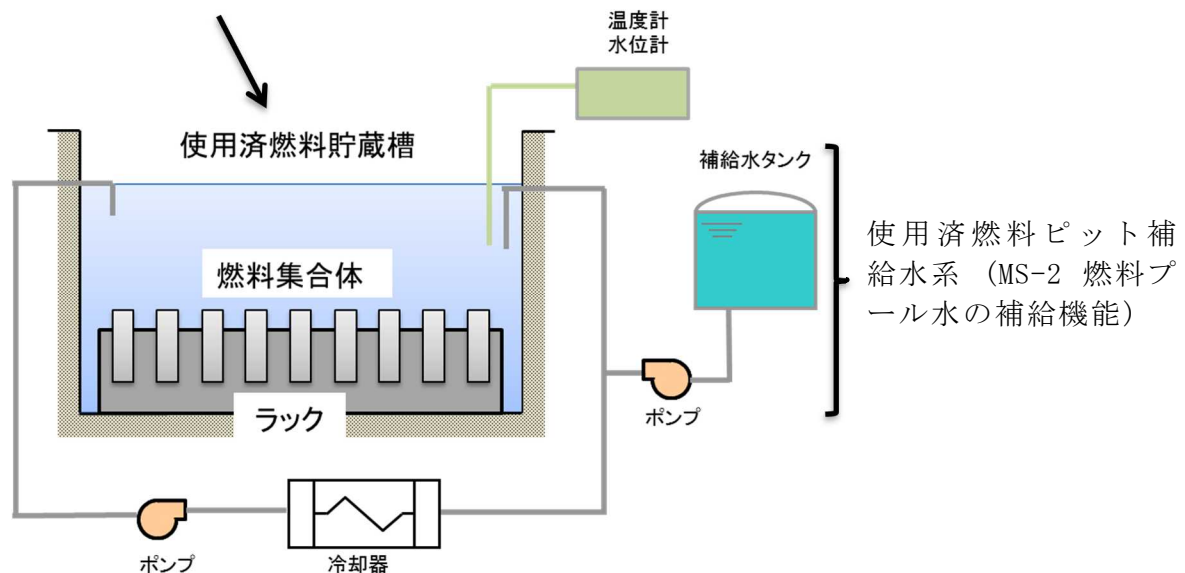 温度計
水位計
使用済燃料貯蔵槽
補給水タンク
使用済燃料ピット補
給水系（MS-2 燃料プ
ール水の補給機能）
燃料集合体
ラック
ポンプ
ポンプ
冷却器